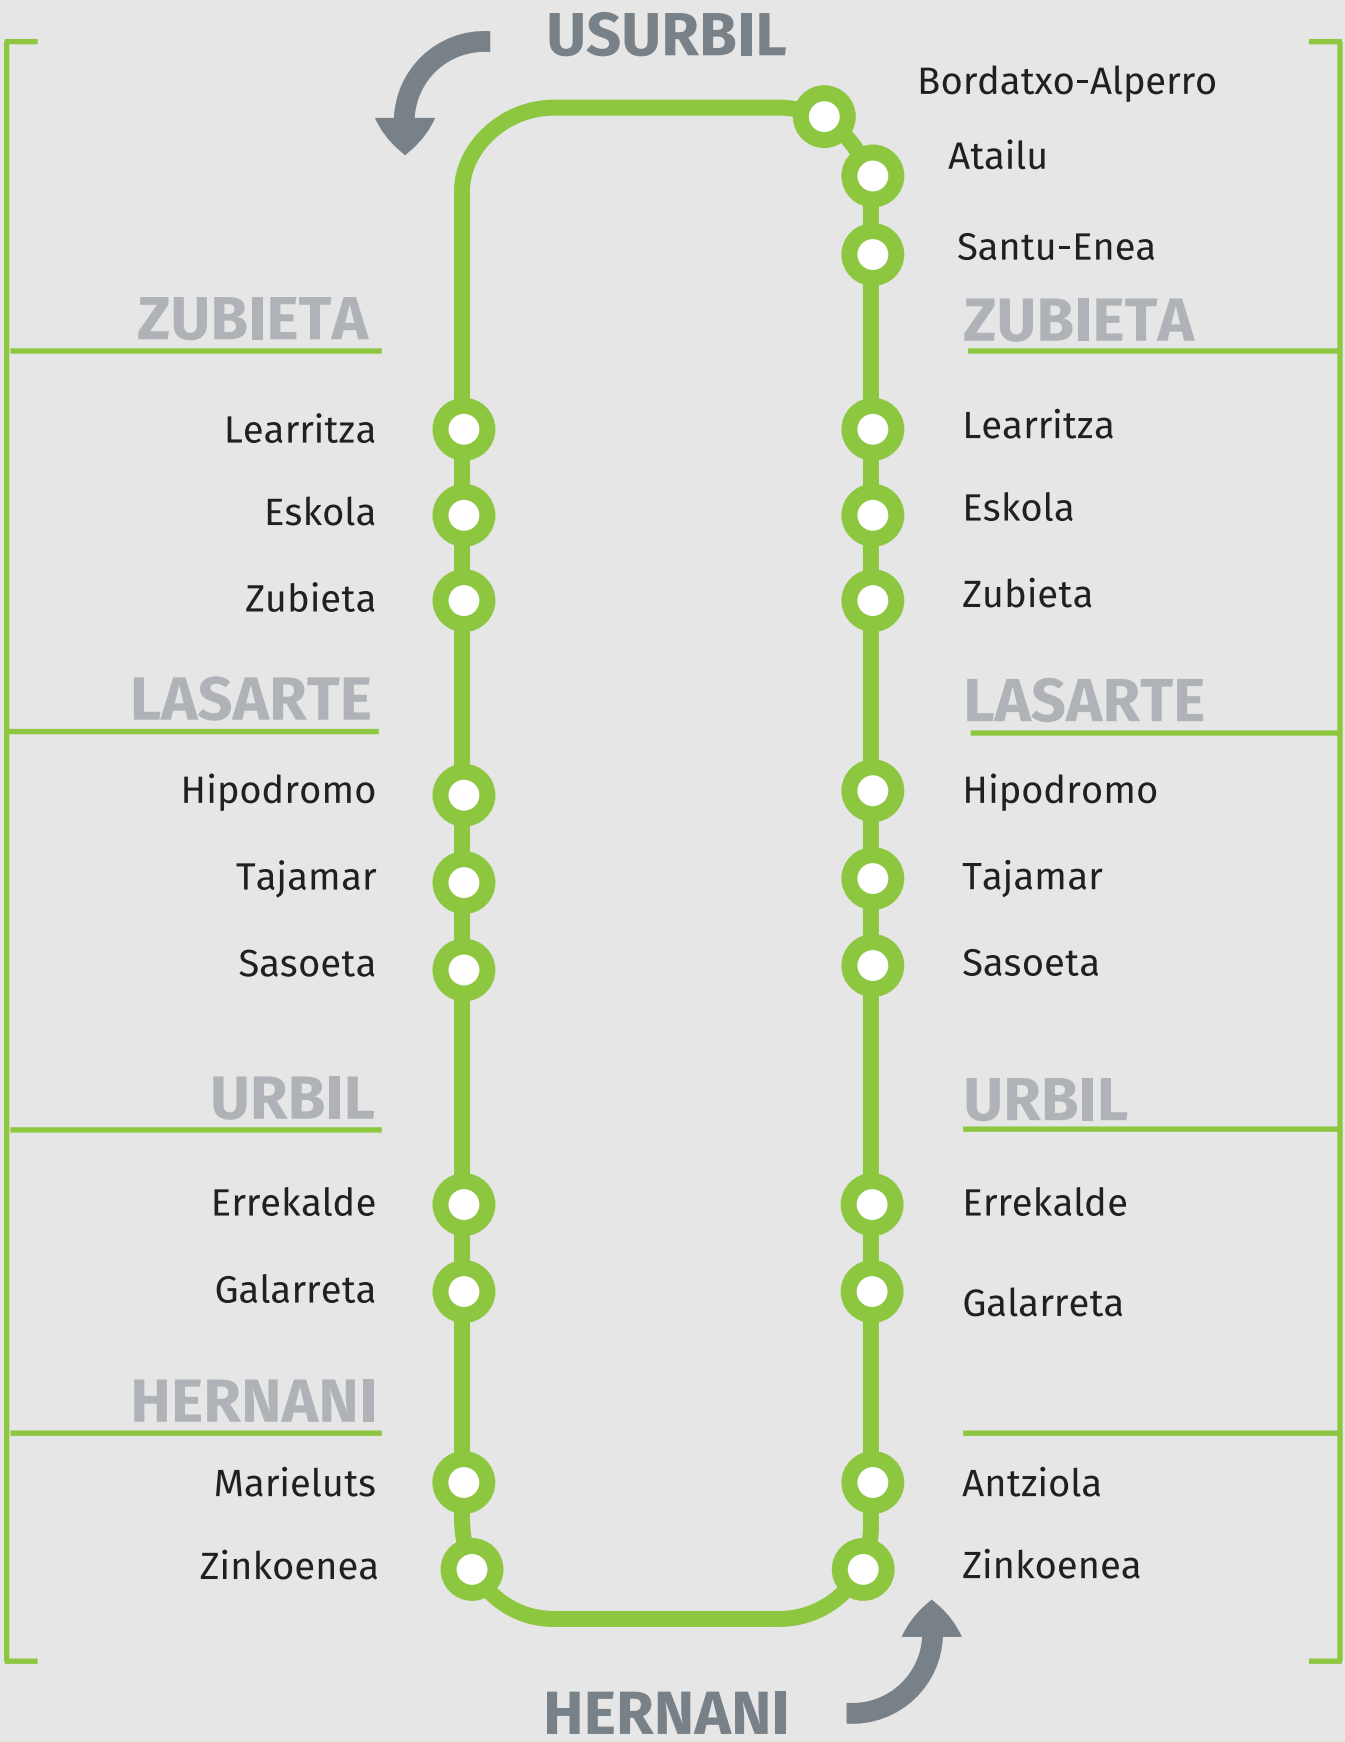 USURBIL
Bordatxo-Alperro
Atailu
Santu-Enea
ZUBIETA
Learritza
Eskola
Zubieta
LASARTE
Hipodromo
Tajamar
Sasoeta
URBIL
Errekalde
Galarreta
HERNANI
Marieluts
Zinkoenea
ZUBIETA
Learritza
Eskola
Zubieta
LASARTE
Hipodromo
Tajamar
Sasoeta
URBIL
Errekalde
Galarreta
Antziola
Zinkoenea
HERNANI